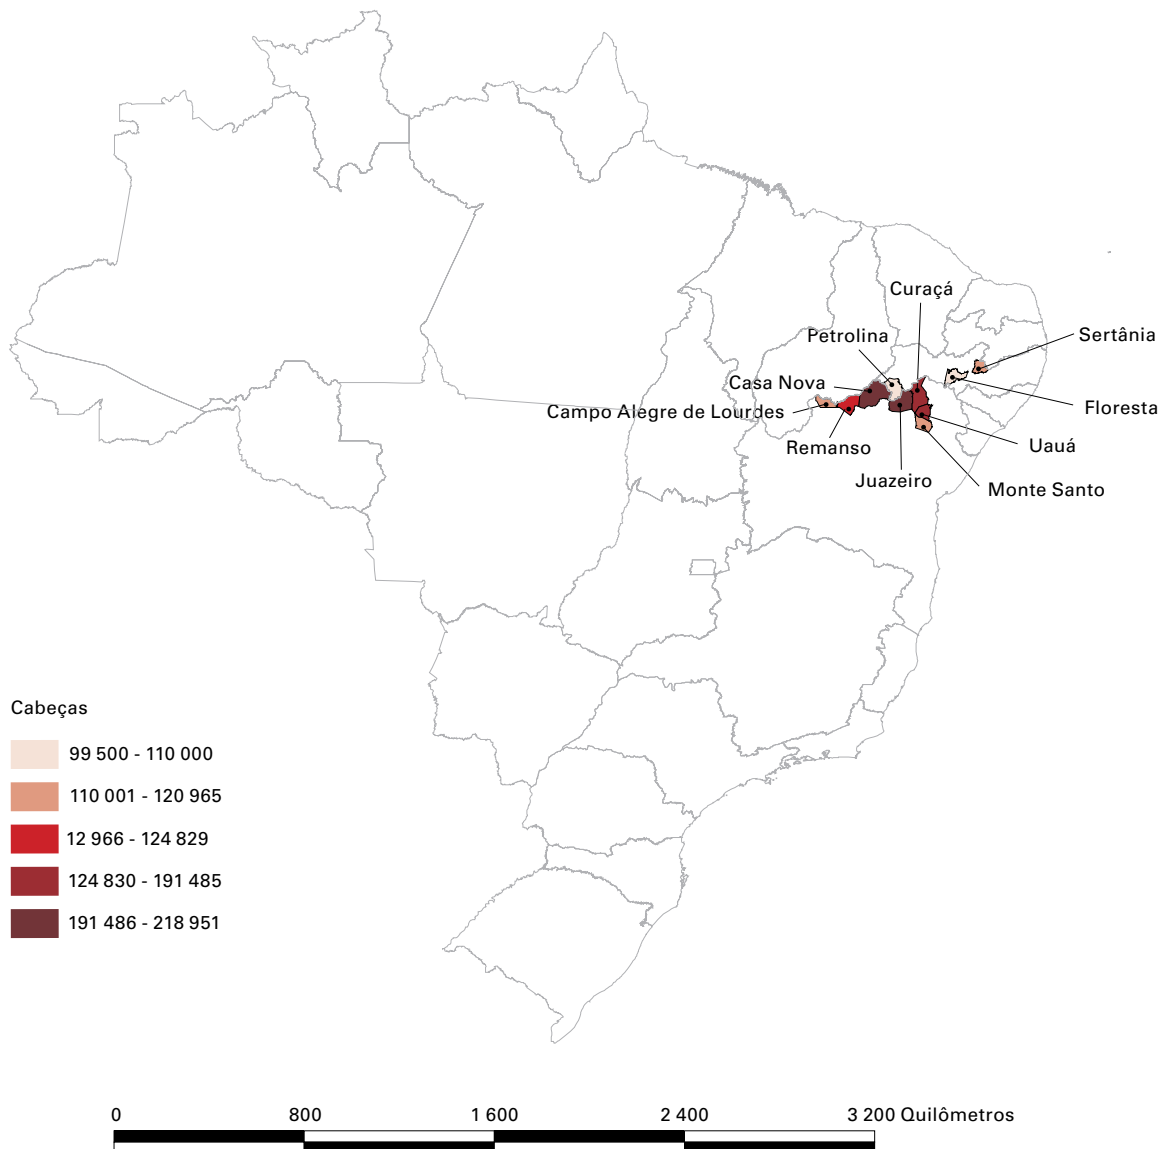 Curaçá
Petrolina
Sertânia
Casa Nova
Campo Alegre de Lourdes
Floresta
Remanso
Uauá
Juazeiro
Monte Santo
Cabeças
99 500 - 110 000
110 001 - 120 965
12 966 - 124 829
124 830 - 191 485
191 486 - 218 951
0 800 1 600 2 400 3 200 Quilômetros